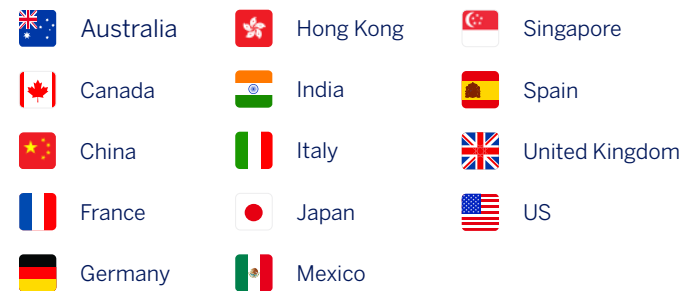 Australia
Canada
China
France
Germany
Hong Kong
India
Italy
Japan
Mexico
Singapore
Spain
United Kingdom
US